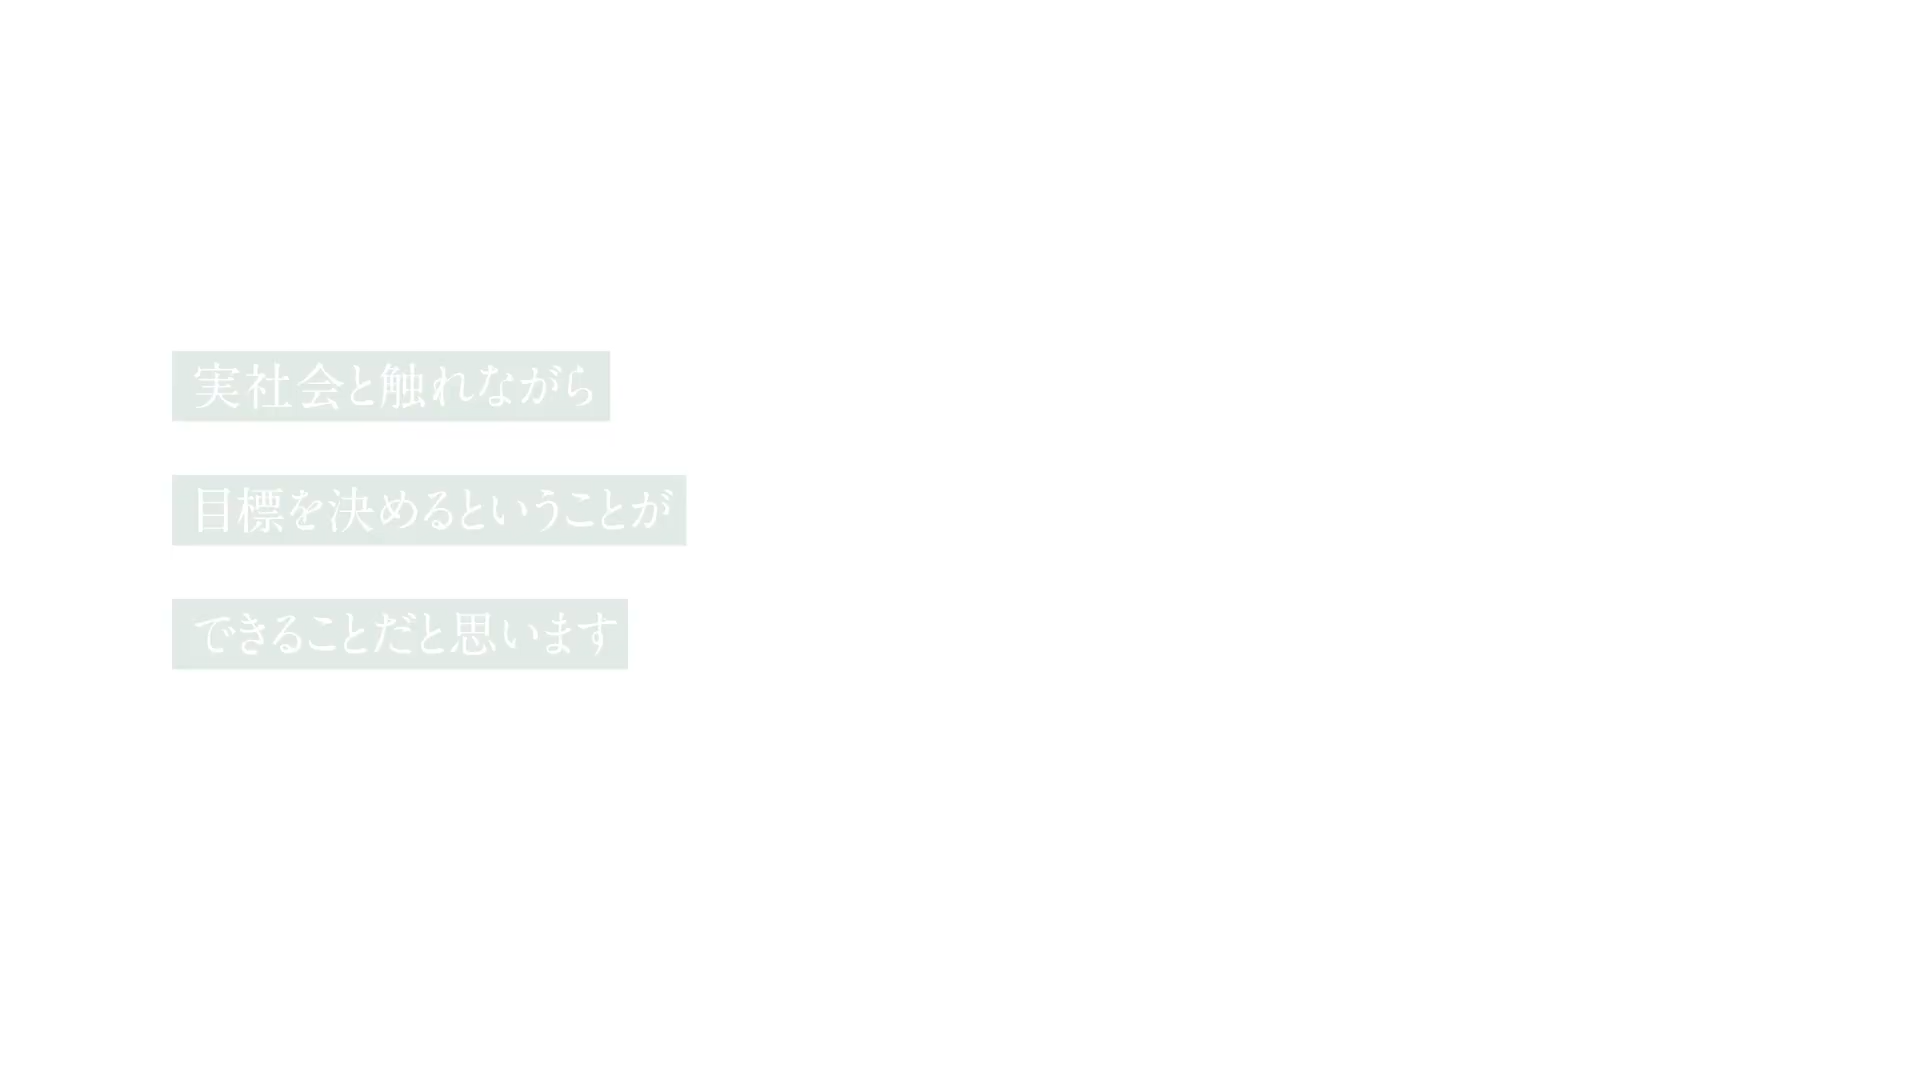 実社会と触れながら
目標を決めるということが
できることだと思います